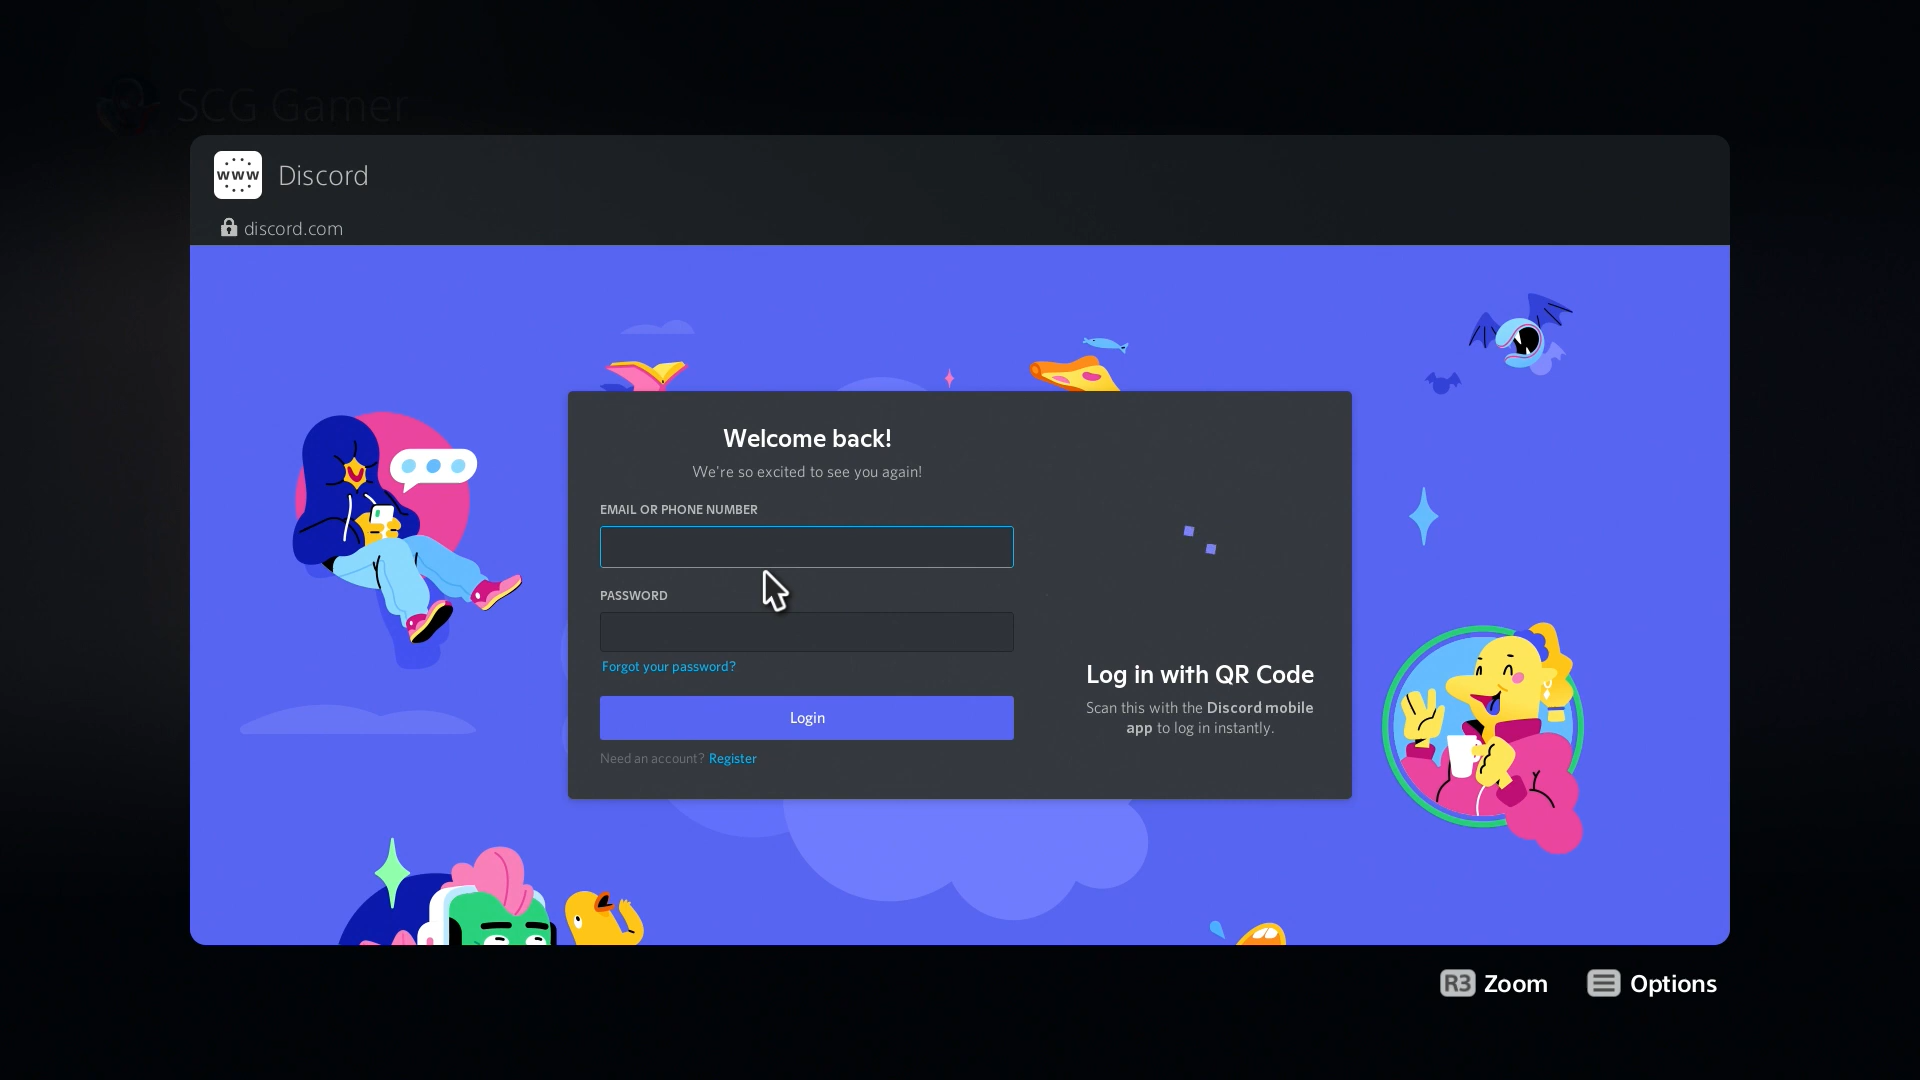 SCG Gamer
www
Discord
discord.com
Welcome back!
We're so excited to see you again!
EMAIL OR PHONE NUMBER
PASSWORD
Forgot your password?
Login
Need an account? Register
Log in with QR Code
Scan this with the Discord mobile
app to log in instantly.
R3 Zoom
Options